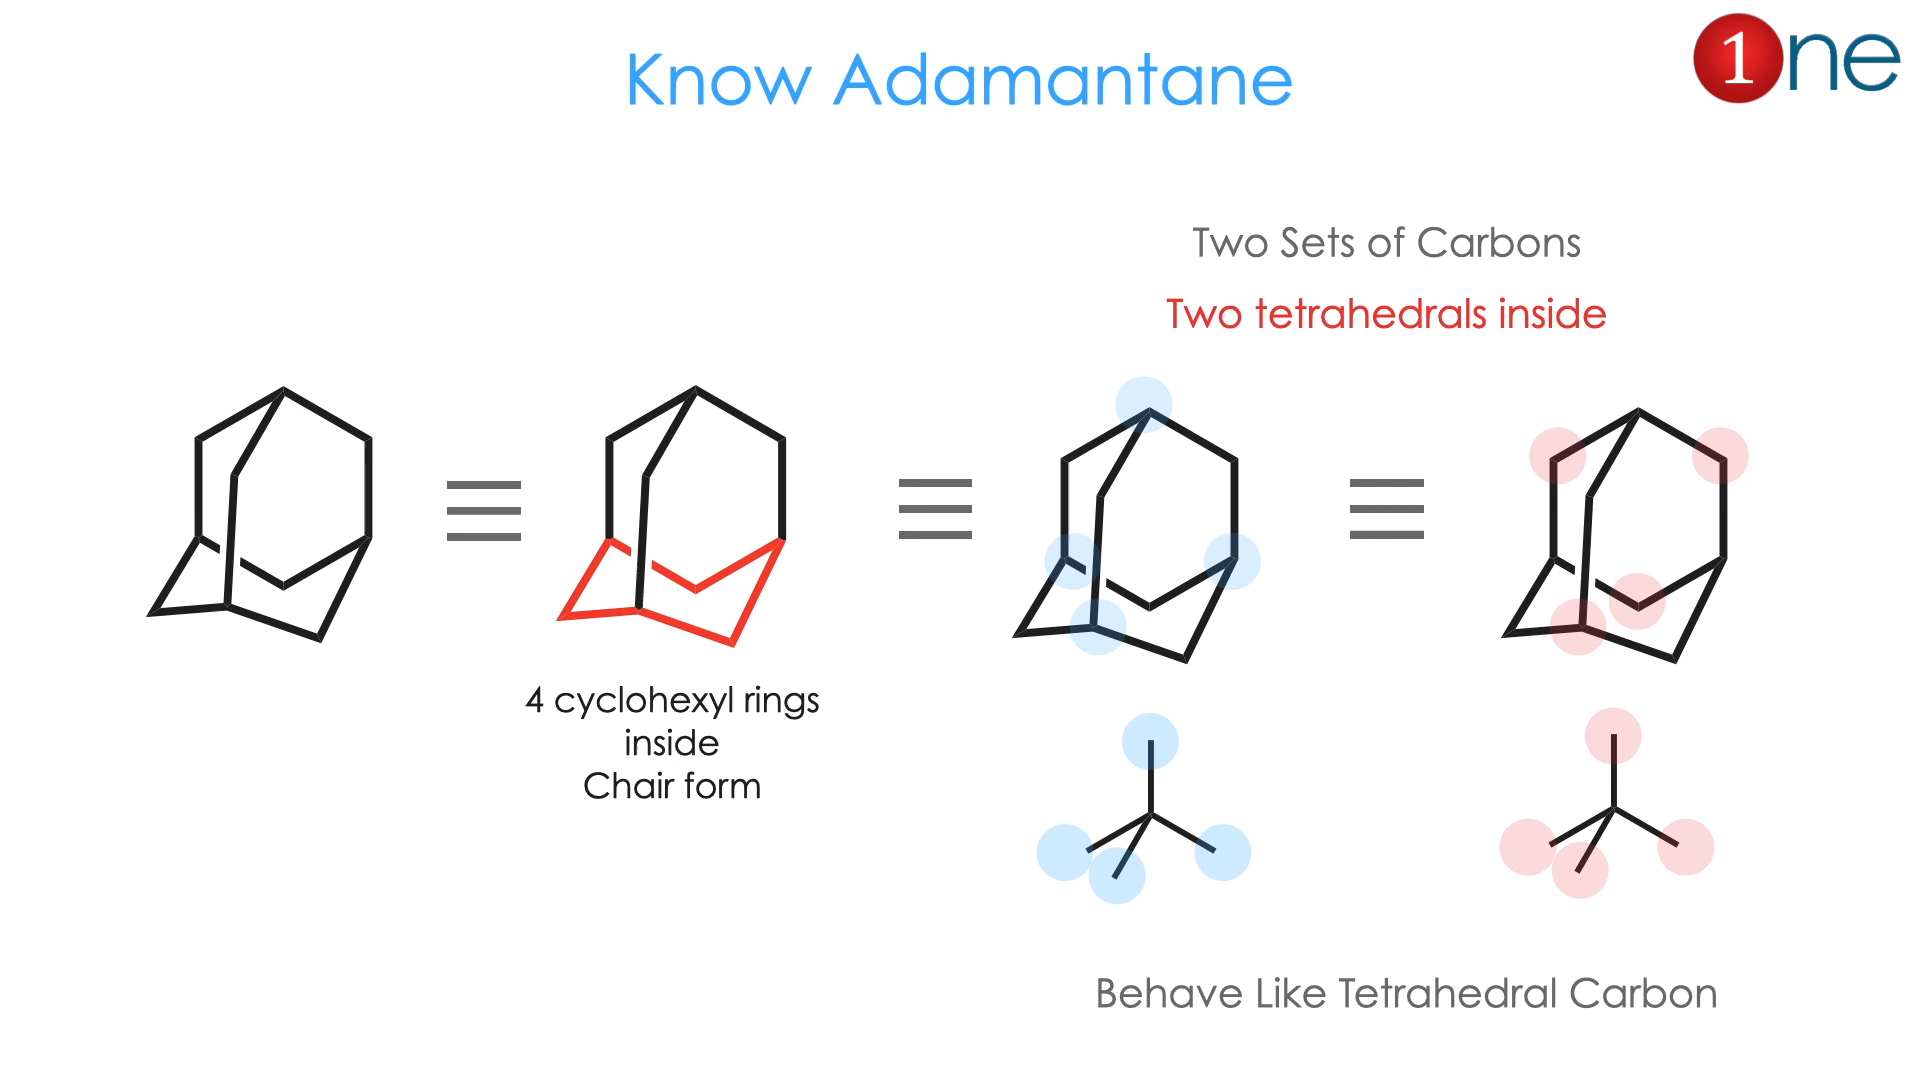 Know Adamantane
1ne
Two Sets of Carbons
Two tetrahedrals inside
4 cyclohexyl rings
inside
Chair form
Behave Like Tetrahedral Carbon